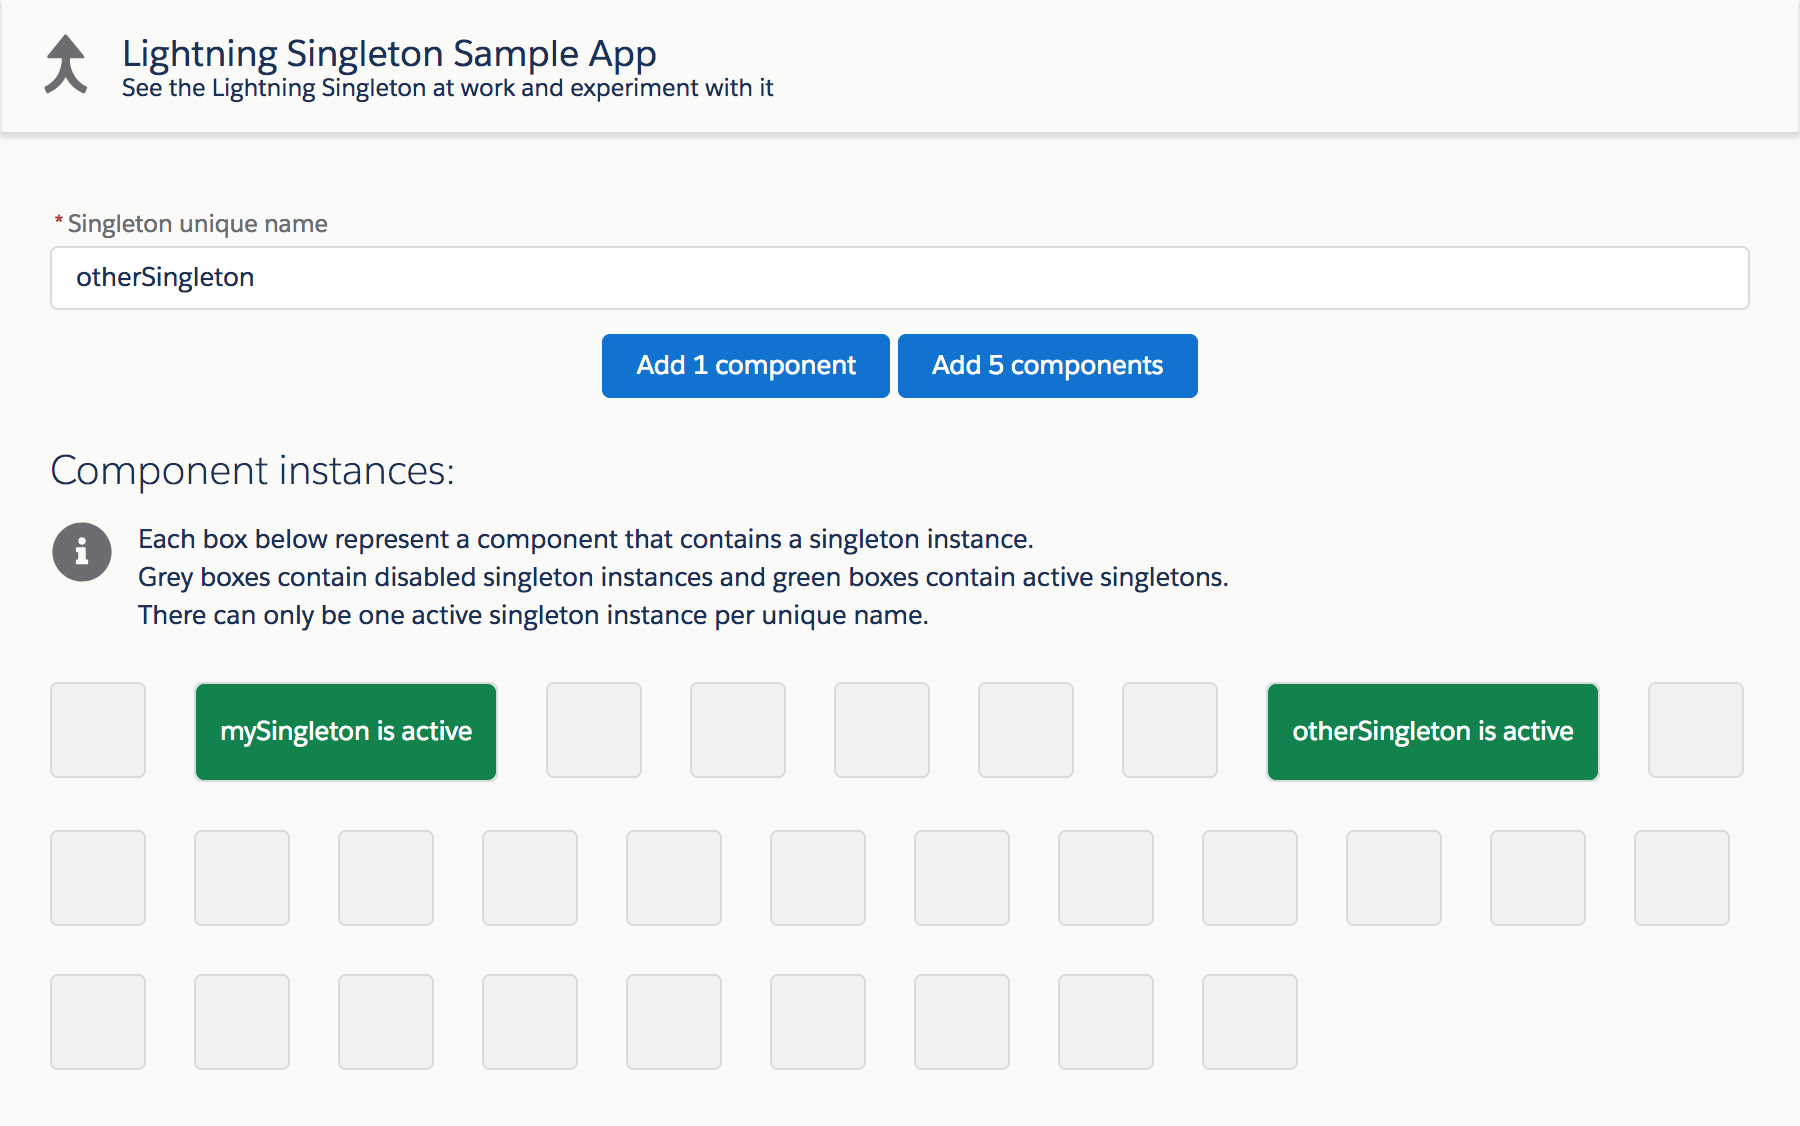 Lightning Singleton Sample App
See the Lightning Singleton at work and experiment with it
* Singleton unique name
otherSingleton
Add 1 component Add 5 components
Component instances:
Each box below represent a component that contains a singleton instance.
Grey boxes contain disabled singleton instances and green boxes contain active singletons.
There can only be one active singleton instance per unique name.
mySingleton is active otherSingleton is active